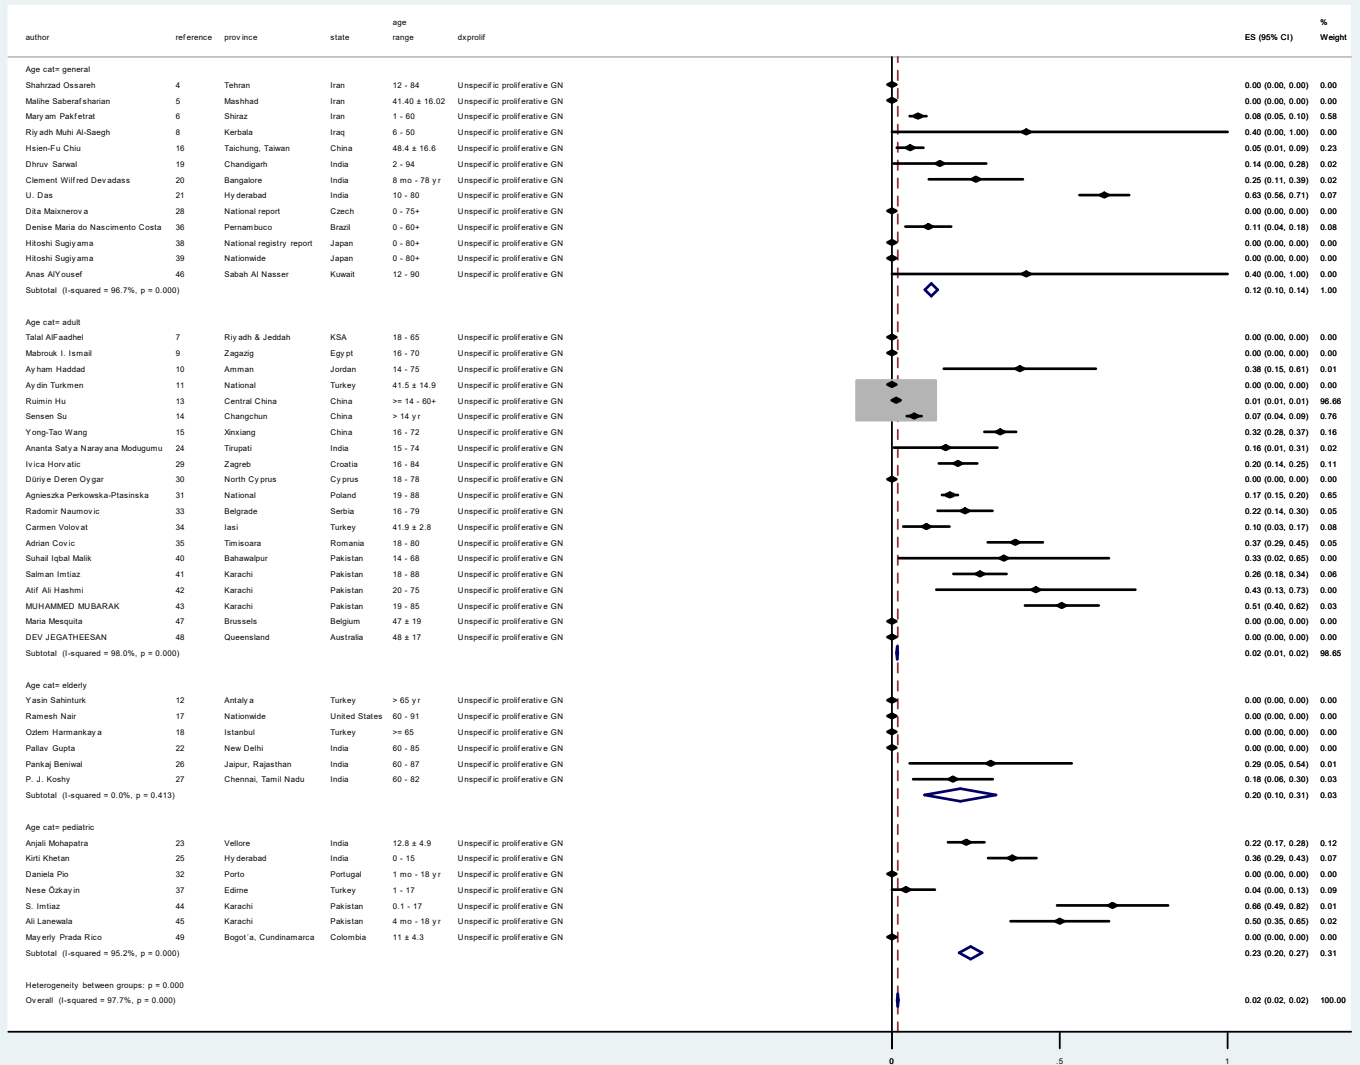 age %
author reference province state range dxprolif ES (95% CI) Weight
Age cat= general
Shahrzad Ossareh 4 Tehran Iran 12 - 84 Unspecific proliferative GN 0.00 (0.00, 0.00) 0.00
Malihe Saberafsharian 5 Mashhad Iran 41.40 ± 16.02 Unspecific proliferative GN 0.00 (0.00, 0.00) 0.00
Maryam Pakfetrat 6 Shiraz Iran 1 - 60 Unspecific proliferative GN 0.08 (0.05, 0.10) 0.58
Riyadh Muhi Al-Saegh 8 Kerbala Iraq 6 - 50 Unspecific proliferative GN 0.40 (0.00, 1.00) 0.00
Hsien-Fu Chiu 16 Taichung, Taiwan China 48.4 ± 16.6 Unspecific proliferative GN 0.05 (0.01, 0.09) 0.23
Dhruv Sarwal 19 Chandigarh India 2 - 94 Unspecific proliferative GN 0.14 (0.00, 0.28) 0.02
Clement Wilfred Devadass 20 Bangalore India 8 mo - 78 yr Unspecific proliferative GN 0.25 (0.11, 0.39) 0.02
U. Das 21 Hyderabad India 10 - 80 Unspecific proliferative GN 0.63 (0.56, 0.71) 0.07
Dita Maixnerova 28 National report Czech 0 - 75+ Unspecific proliferative GN 0.00 (0.00, 0.00) 0.00
Denise Maria do Nascimento Costa 36 Pernambuco Brazil 0 - 60+ Unspecific proliferative GN 0.11 (0.04, 0.18) 0.08
Hitoshi Sugiyama 38 National registry report Japan 0 - 80+ Unspecific proliferative GN 0.00 (0.00, 0.00) 0.00
Hitoshi Sugiyama 39 Nationwide Japan 0 - 80+ Unspecific proliferative GN 0.00 (0.00, 0.00) 0.00
Anas AlYousef 46 Sabah Al Nasser Kuwait 12 - 90 Unspecific proliferative GN 0.40 (0.00, 1.00) 0.00
Subtotal (I-squared = 96.7%, p = 0.000) 0.12 (0.10, 0.14) 1.00
Age cat= adult
Talal AlFaadhel 7 Riyadh & Jeddah KSA 18 - 65 Unspecific proliferative GN 0.00 (0.00, 0.00) 0.00
Mabrouk I. Ismail 9 Zagazig Egypt 16 - 70 Unspecific proliferative GN 0.00 (0.00, 0.00) 0.00
Ayham Haddad 10 Amman Jordan 14 - 75 Unspecific proliferative GN 0.38 (0.15, 0.61) 0.01
Aydin Turkmen 11 National Turkey 41.5 ± 14.9 Unspecific proliferative GN 0.00 (0.00, 0.00) 0.00
Ruimin Hu 13 Central China China >= 14 - 60+ Unspecific proliferative GN 0.01 (0.01, 0.01) 96.66
Sensen Su 14 Changchun China > 14 yr Unspecific proliferative GN 0.07 (0.04, 0.09) 0.76
Yong-Tao Wang 15 Xinxiang China 16 - 72 Unspecific proliferative GN 0.32 (0.28, 0.37) 0.16
Ananta Satya Narayana Modugumu 24 Tirupati India 15 - 74 Unspecific proliferative GN 0.16 (0.01, 0.31) 0.02
Ivica Horvatic 29 Zagreb Croatia 16 - 84 Unspecific proliferative GN 0.20 (0.14, 0.25) 0.11
Düriye Deren Oygar 30 North Cyprus Cyprus 18 - 78 Unspecific proliferative GN 0.00 (0.00, 0.00) 0.00
Agnieszka Perkowska-Ptasinska 31 National Poland 19 - 88 Unspecific proliferative GN 0.17 (0.15, 0.20) 0.65
Radomir Naumovic 33 Belgrade Serbia 16 - 79 Unspecific proliferative GN 0.22 (0.14, 0.30) 0.05
Carmen Volovat 34 Iasi Turkey 41.9 ± 2.8 Unspecific proliferative GN 0.10 (0.03, 0.17) 0.08
Adrian Covic 35 Timisoara Romania 18 - 80 Unspecific proliferative GN 0.37 (0.29, 0.45) 0.05
Suhail Iqbal Malik 40 Bahawalpur Pakistan 14 - 68 Unspecific proliferative GN 0.33 (0.02, 0.65) 0.00
Salman Imtiaz 41 Karachi Pakistan 18 - 88 Unspecific proliferative GN 0.26 (0.18, 0.34) 0.06
Atif Ali Hashmi 42 Karachi Pakistan 20 - 75 Unspecific proliferative GN 0.43 (0.13, 0.73) 0.00
MUHAMMED MUBARAK 43 Karachi Pakistan 19 - 85 Unspecific proliferative GN 0.51 (0.40, 0.62) 0.03
Maria Mesquita 47 Brussels Belgium 47 ± 19 Unspecific proliferative GN 0.00 (0.00, 0.00) 0.00
DEV JEGATHEESAN 48 Queensland Australia 48 ± 17 Unspecific proliferative GN 0.00 (0.00, 0.00) 0.00
Subtotal (I-squared = 98.0%, p = 0.000) 0.02 (0.01, 0.02) 98.65
Age cat= elderly
Yasin Sahinturk 12 Antalya Turkey > 65 yr Unspecific proliferative GN 0.00 (0.00, 0.00) 0.00
Ramesh Nair 17 Nationwide United States 60 - 91 Unspecific proliferative GN 0.00 (0.00, 0.00) 0.00
Ozlem Harmankaya 18 Istanbul Turkey >= 65 Unspecific proliferative GN 0.00 (0.00, 0.00) 0.00
Pallav Gupta 22 New Delhi India 60 - 85 Unspecific proliferative GN 0.00 (0.00, 0.00) 0.00
Pankaj Beniwal 26 Jaipur, Rajasthan India 60 - 87 Unspecific proliferative GN 0.29 (0.05, 0.54) 0.01
P. J. Koshy 27 Chennai, Tamil Nadu India 60 - 82 Unspecific proliferative GN 0.18 (0.06, 0.30) 0.03
Subtotal (I-squared = 0.0%, p = 0.413) 0.20 (0.10, 0.31) 0.03
Age cat= pediatric
Anjali Mohapatra 23 Vellore India 12.8 ± 4.9 Unspecific proliferative GN 0.22 (0.17, 0.28) 0.12
Kirti Khetan 25 Hyderabad India 0 - 15 Unspecific proliferative GN 0.36 (0.29, 0.43) 0.07
Daniela Pio 32 Porto Portugal 1 mo - 18 yr Unspecific proliferative GN 0.00 (0.00, 0.00) 0.00
Nese Özkayin 37 Edirne Turkey 1 - 17 Unspecific proliferative GN 0.04 (0.00, 0.13) 0.09
S. Imtiaz 44 Karachi Pakistan 0.1 - 17 Unspecific proliferative GN 0.66 (0.49, 0.82) 0.01
Ali Lanewala 45 Karachi Pakistan 4 mo - 18 yr Unspecific proliferative GN 0.50 (0.35, 0.65) 0.02
Mayerly Prada Rico 49 Bogot´a, Cundinamarca Colombia 11 ± 4.3 Unspecific proliferative GN 0.00 (0.00, 0.00) 0.00
Subtotal (I-squared = 95.2%, p = 0.000) 0.23 (0.20, 0.27) 0.31
Heterogeneity between groups: p = 0.000
Overall (I-squared = 97.7%, p = 0.000) 0.02 (0.02, 0.02) 100.00
0 .5 1